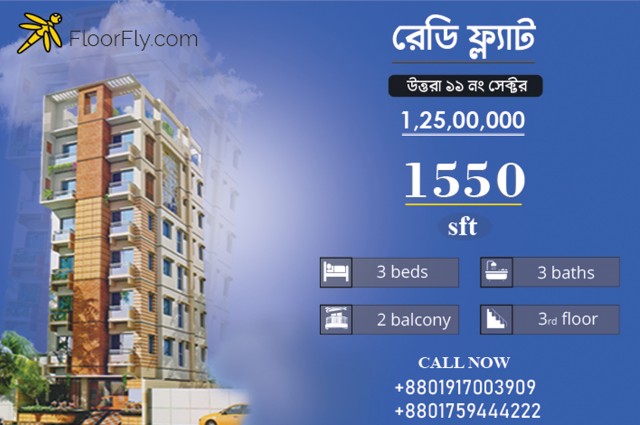 FloorFly.com
রেডি ফ্ল্যাট
উত্তরা ১১ নং সেক্টর
1,25,00,000
1550
sft
3 beds
3 baths
2 balcony
3rd floor
CALL NOW
+8801917003909
+8801759444222